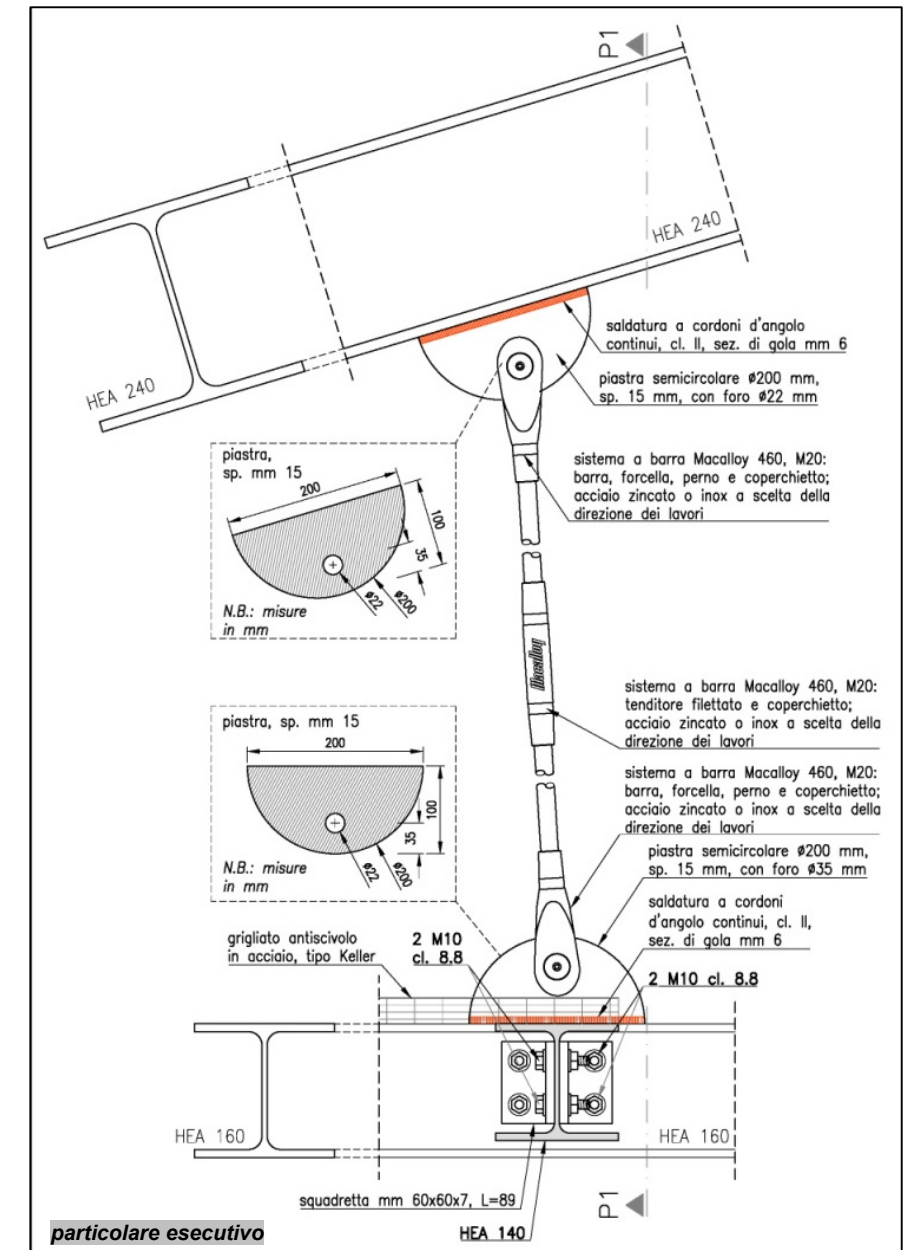 P1
HEA 240
HEA 240
saldatura a cordoni d'angolo
continui, cl. II, sez. di gola mm 6
piastra semicircolare ø200 mm,
sp. 15 mm, con foro ø22 mm
piastra,
sp. mm 15
200
100
35
ø22
ø200
N.B.: misure
in mm
sistema a barra Macalloy 460, M20:
barra, forcella, perno e coperchietto;
acciaio zincato o inox a scelta della
direzione dei lavori
Macalloy
sistema a barra Macalloy 460, M20:
tenditore filettato e coperchietto;
acciaio zincato o inox a scelta della
direzione dei lavori
piastra, sp. mm 15
200
100
35
ø22
ø200
N.B.: misure
in mm
sistema a barra Macalloy 460, M20:
barra, forcella, perno e coperchietto;
acciaio zincato o inox a scelta della
direzione dei lavori
piastra semicircolare ø200 mm,
sp. 15 mm, con foro ø35 mm
saldatura a cordoni
d'angolo continui, cl. II,
sez. di gola mm 6
grigliato antiscivolo
in acciaio, tipo Keller
2 M10
cl. 8.8
2 M10 cl. 8.8
HEA 160
HEA 160
squadretta mm 60x60x7, L=89
HEA 140
P1
particolare esecutivo